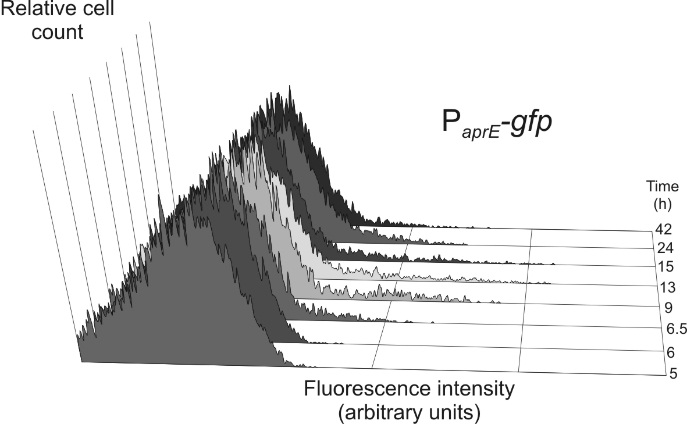 Relative cell
count
PaprE-gfp
Time
(h)
42
24
15
13
9
6.5
6
5
Fluorescence intensity
(arbitrary units)